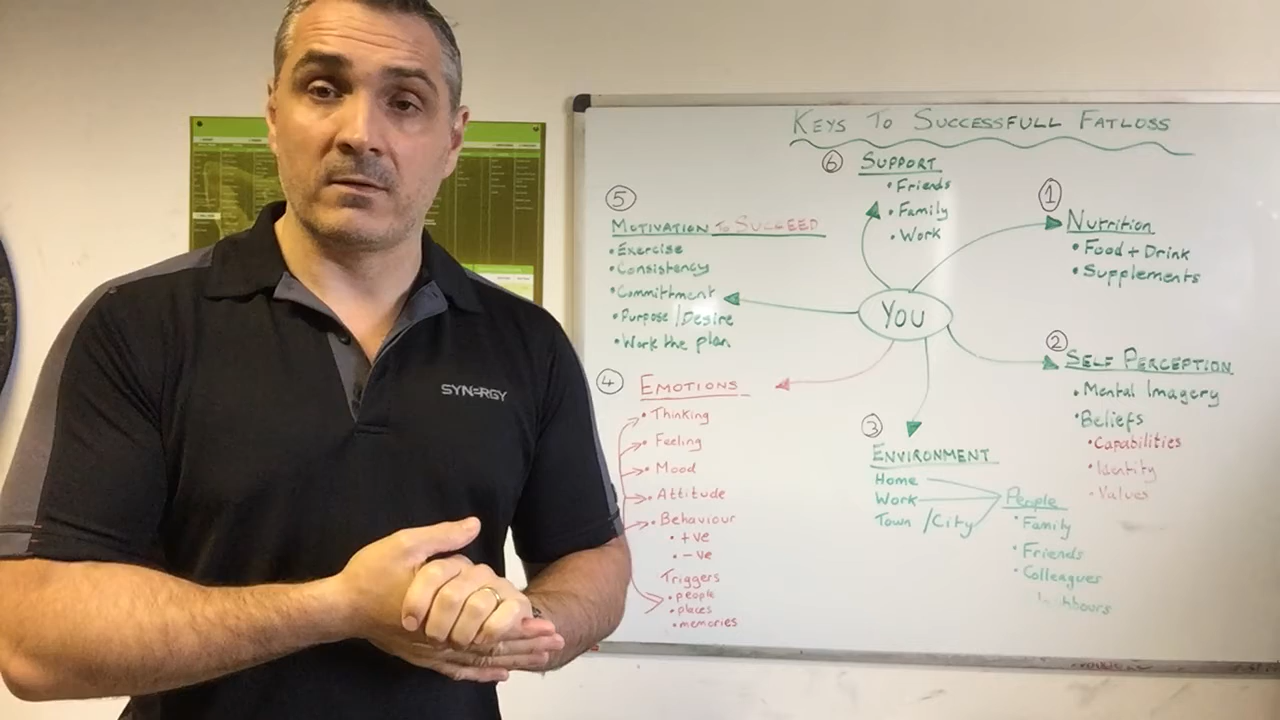 SYNERGY
KEYS TO SUCCESSFULL FATLOSS
6
SUPPORT
• Friends
• Family
• Work
1
Nutrition
• Food + Drink
• Supplements
5
MOTIVATION TO SUCCEED
• Exercise
• Consistency
• Committment
• Purpose / Desire
• Work the plan
YOU
2
SELF PERCEPTION
• Mental Imagery
• Beliefs
• Capabilities
• Identity
• Values
4
EMOTIONS
• Thinking
• Feeling
• Mood
• Attitude
• Behaviour
• +ve
• -ve
Triggers
• people
• places
• memories
3
ENVIRONMENT
Home
Work
Town / City
People
• Family
• Friends
• Colleagues